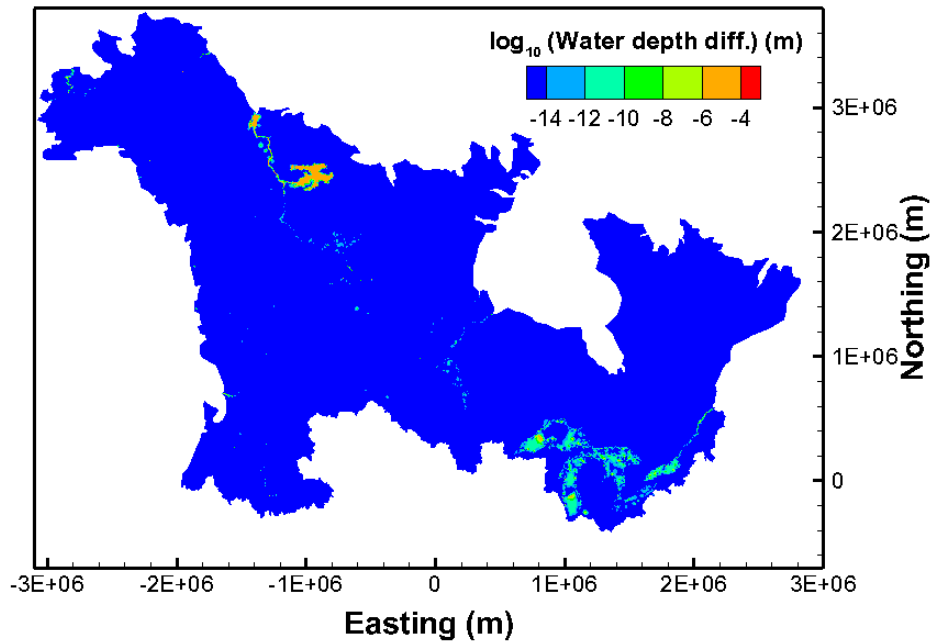 log10 (Water depth diff.) (m)
-14 -12 -10 -8 -6 -4
3E+06
2E+06
1E+06
0
Northing (m)
-3E+06 -2E+06 -1E+06 0 1E+06 2E+06 3E+06
Easting (m)